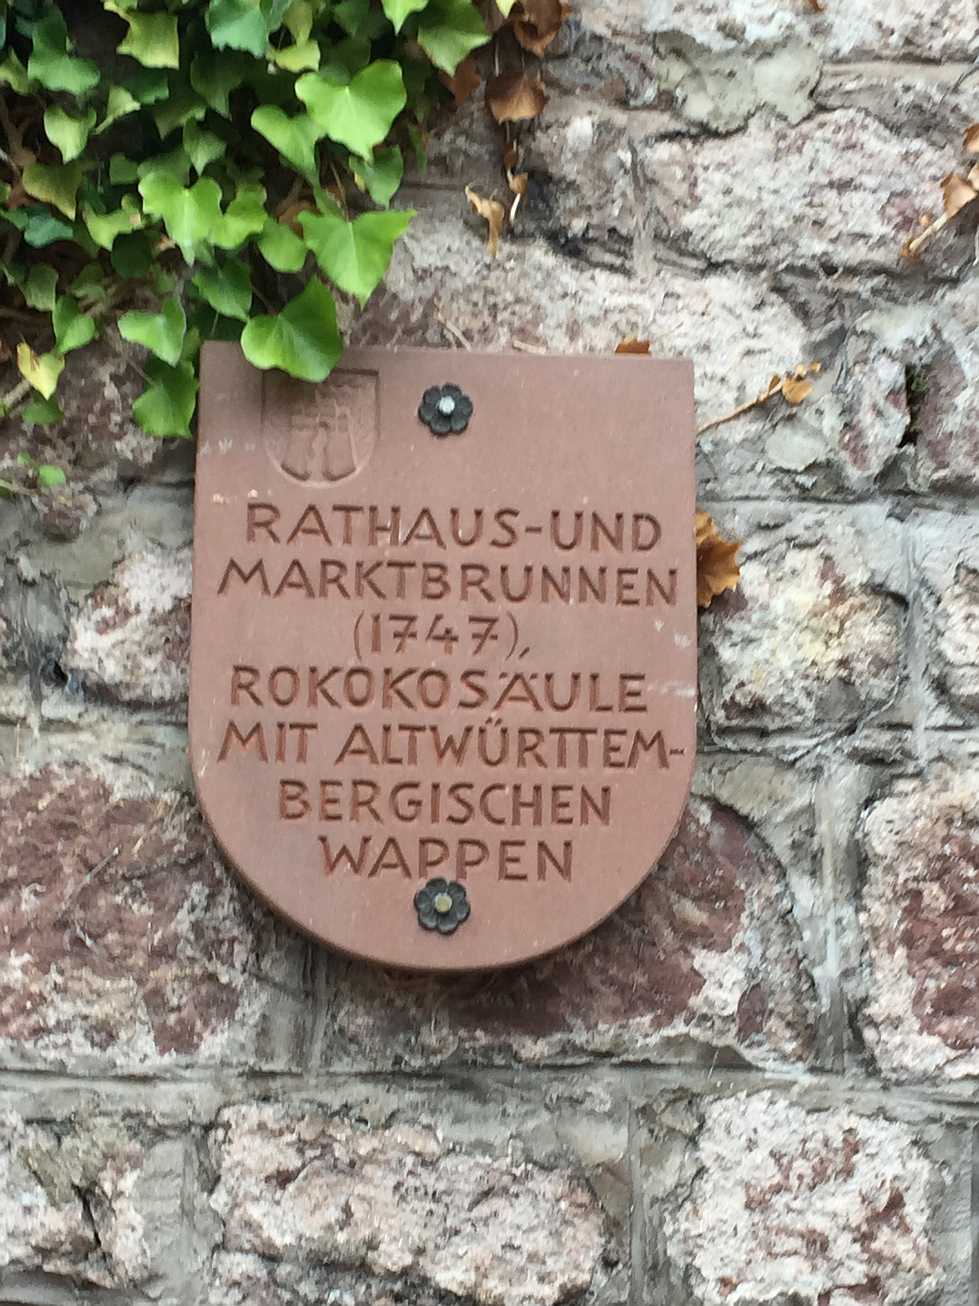 RATHAUS-UND
MARKTBRUNNEN
(1747),
ROKOKOSÄULE
MIT ALTWÜRTTEM-
BERGISCHEN
WAPPEN